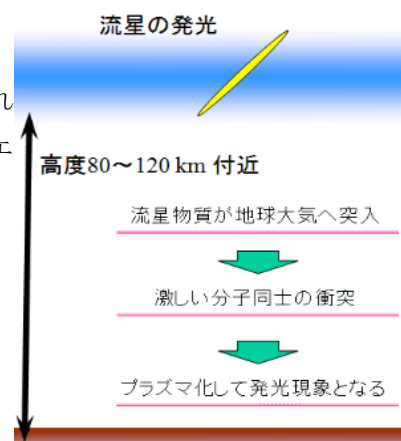 流星の発光
れ
エ
高度80～120 km 付近
流星物質が地球大気へ突入
激しい分子同士の衝突
プラズマ化して発光現象となる